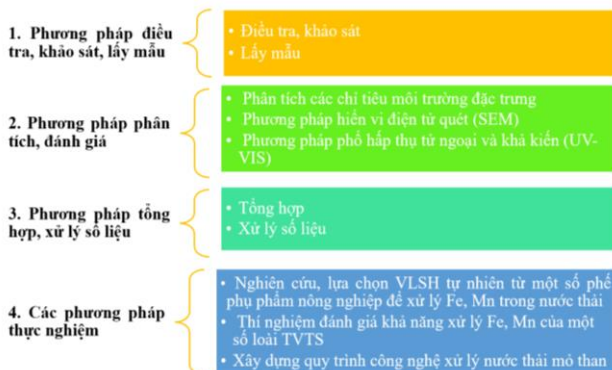 1. Phương pháp điều
tra, khảo sát, lấy mẫu
• Điều tra, khảo sát
• Lấy mẫu
2. Phương pháp phân
tích, đánh giá
• Phân tích các chỉ tiêu môi trường đặc trưng
• Phương pháp hiển vi điện tử quét (SEM)
• Phương pháp phổ hấp thụ tử ngoại và khả kiến (UV-
VIS)
3. Phương pháp tổng
hợp, xử lý số liệu
• Tổng hợp
• Xử lý số liệu
4. Các phương pháp
thực nghiệm
• Nghiên cứu, lựa chọn VLSH tự nhiên từ một số phế
phụ phẩm nông nghiệp để xử lý Fe, Mn trong nước thải
• Thí nghiệm đánh giá khả năng xử lý Fe, Mn của một
số loài TVTS
• Xây dựng quy trình công nghệ xử lý nước thải mỏ than